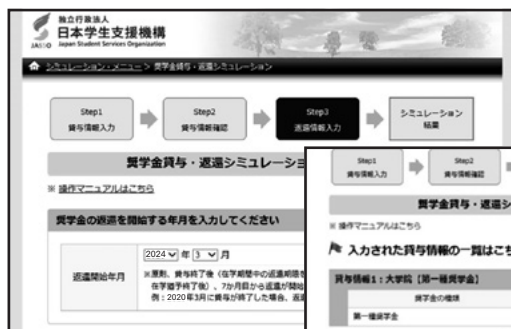 独立行政法人
日本学生支援機構
JASSO Japan Student Services Organization
シミュレーション・メニュー > 奨学金貸与・返還シミュレーション
Step1
貸与情報入力
Step2
貸与情報確認
Step3
返還情報入力
シミュレーション
結果
奨学金貸与・返還シミュレーショ
※ 操作マニュアルはこちら
奨学金の返還を開始する年月を入力してください
返還開始年月
2024 年 3 月
※原則、貸与終了後（在学期間中の返還期限を
在学猶予終了後）、7か月目から返還が開始
例：2020年3月に貸与が終了した場合、返還
Step1
貸与情報入力
Step2
貸与情報確認
奨学金貸与・返還シ
※ 操作マニュアルはこちら
入力された貸与情報の一覧はこち
貸与情報1：大学院［第一種奨学金］
奨学金の種類
第一種奨学金